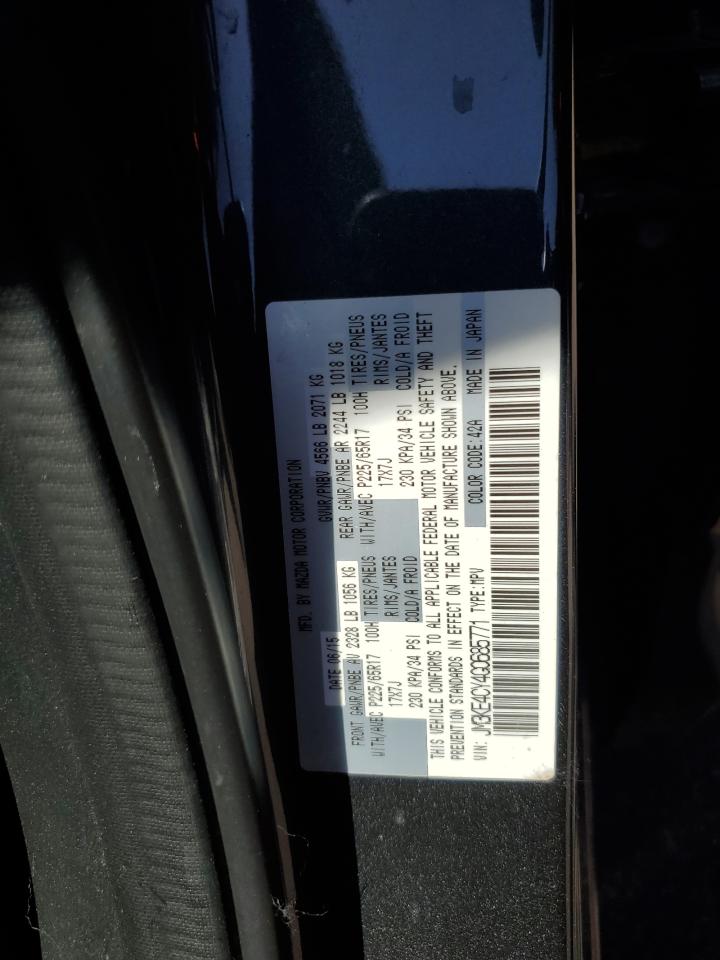 MFD. BY MAZDA MOTOR CORPORATION
DATE 06/15 GVWR/PNBV 4566 LB 2071 KG
FRONT GAWR/PNBE AV 2328 LB 1056 KG REAR GAWR/PNBE AR 2244 LB 1018 KG
WITH/AVEC P225/65R17 100H TIRES/PNEUS WITH/AVEC P225/65R17 100H TIRES/PNEUS
17X7J RIMS/JANTES 17X7J RIMS/JANTES
230 KPA/34 PSI COLD/A FROID 230 KPA/34 PSI COLD/A FROID
THIS VEHICLE CONFORMS TO ALL APPLICABLE FEDERAL MOTOR VEHICLE SAFETY AND THEFT
PREVENTION STANDARDS IN EFFECT ON THE DATE OF MANUFACTURE SHOWN ABOVE.
VIN: JM3KE4CY4G0685771 TYPE:MPV COLOR CODE:42A MADE IN JAPAN